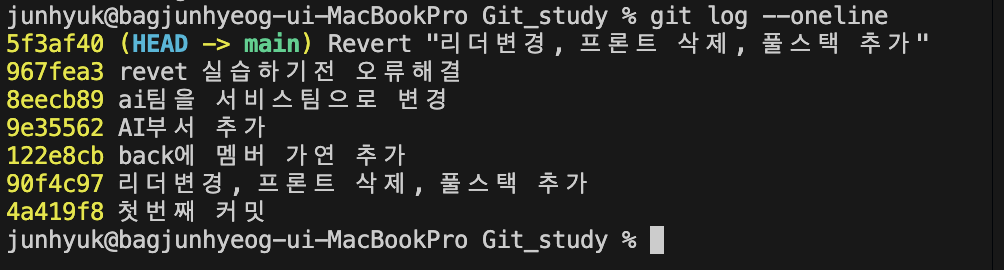 junhyuk@bagjunhyeog-ui-MacBookPro Git_study % git log --oneline
5f3af40 (HEAD -> main) Revert "리더변경, 프론트 삭제, 풀스택 추가"
967fea3 revet 실습하기전 오류해결
8eecb89 ai팀을 서비스팀으로 변경
9e35562 AI부서 추가
122e8cb back에 멤버 가연 추가
90f4c97 리더변경, 프론트 삭제, 풀스택 추가
4a419f8 첫번째 커밋
junhyuk@bagjunhyeog-ui-MacBookPro Git_study %